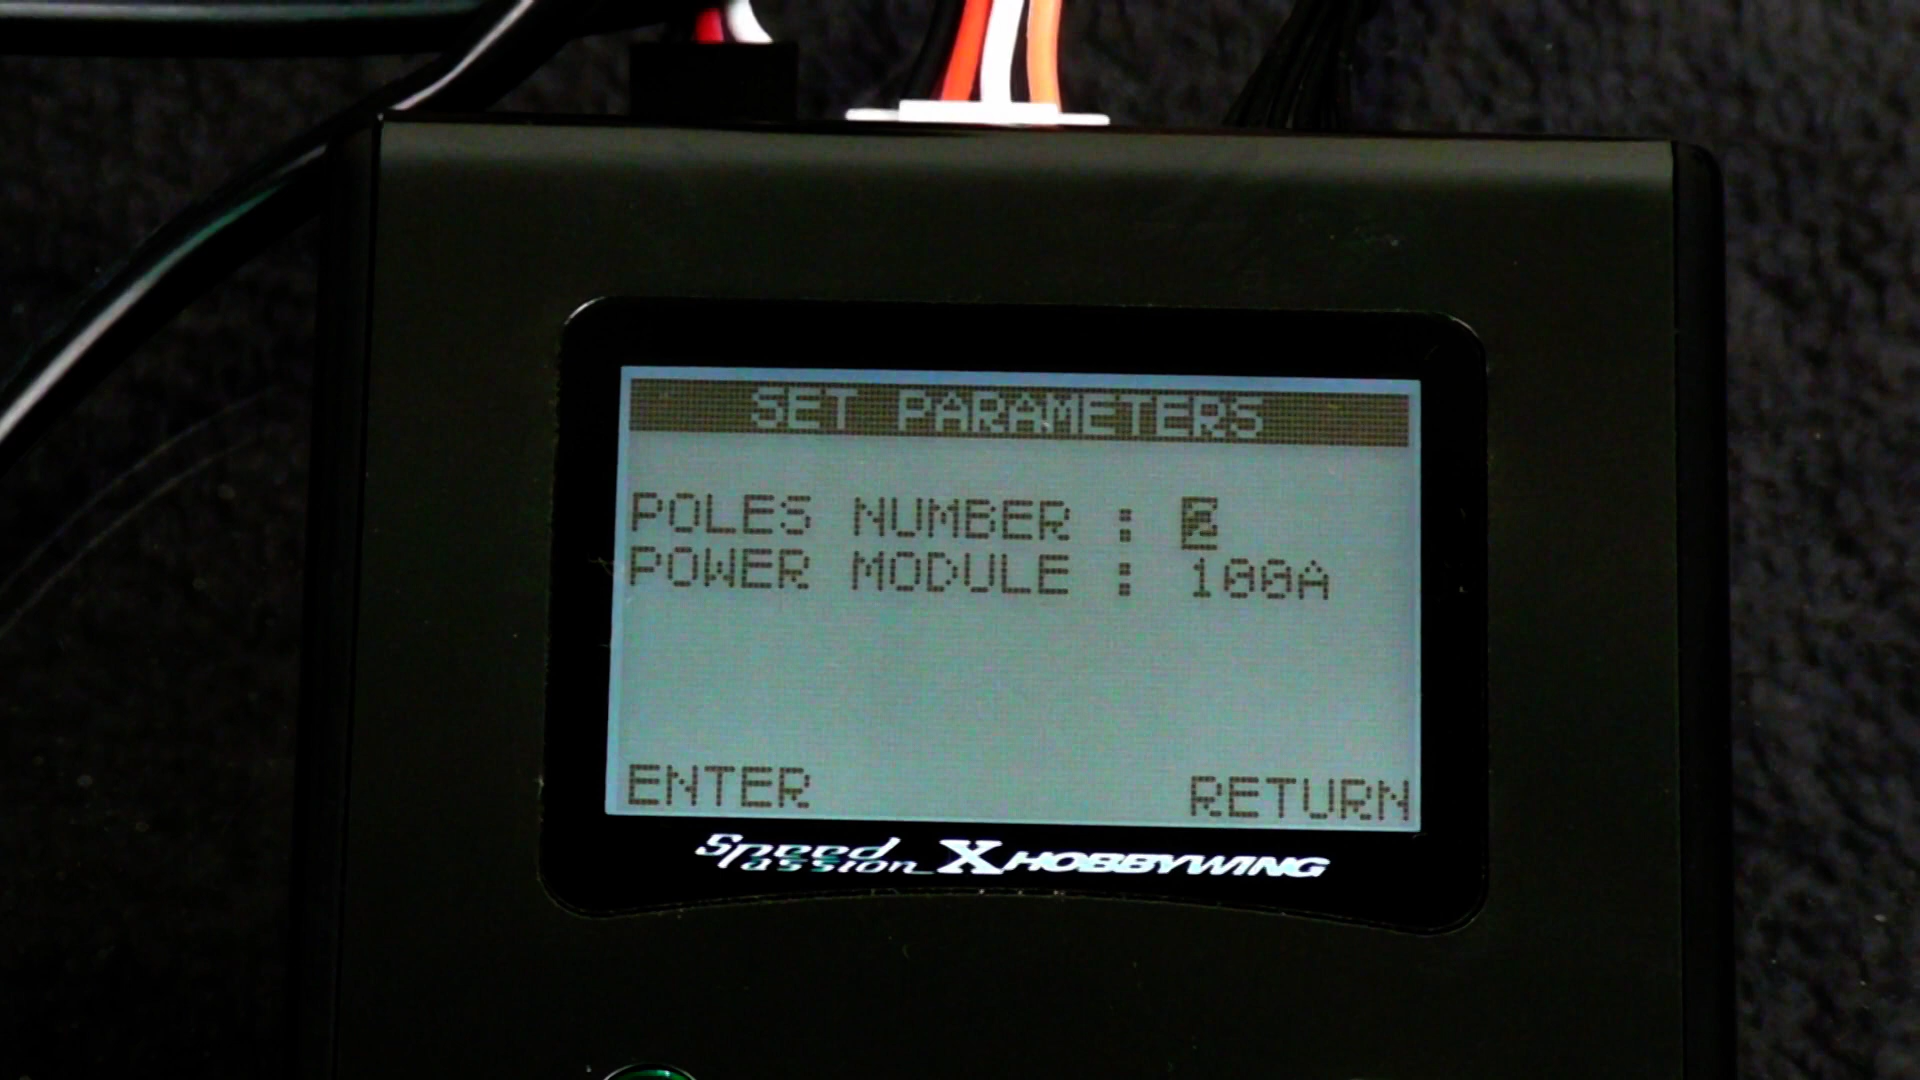 SET PARAMETERS
POLES NUMBER : 2
POWER MODULE : 100A
ENTER RETURN
Speed Passion X HOBBYWING